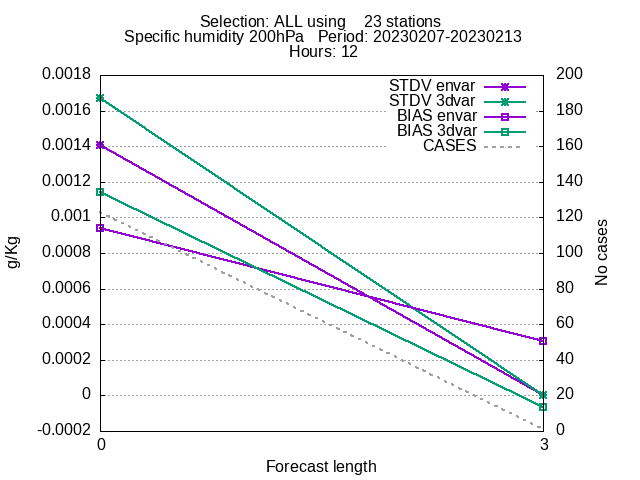 Selection: ALL using    23 stations
Specific humidity 200hPa   Period: 20230207-20230213
Hours: 12
0.0018
0.0016
0.0014
0.0012
0.001
0.0008
0.0006
0.0004
0.0002
0
-0.0002
g/Kg
STDV envar
STDV 3dvar
BIAS envar
BIAS 3dvar
CASES
200
180
160
140
120
100
80
60
40
20
0
No cases
0 3
Forecast length